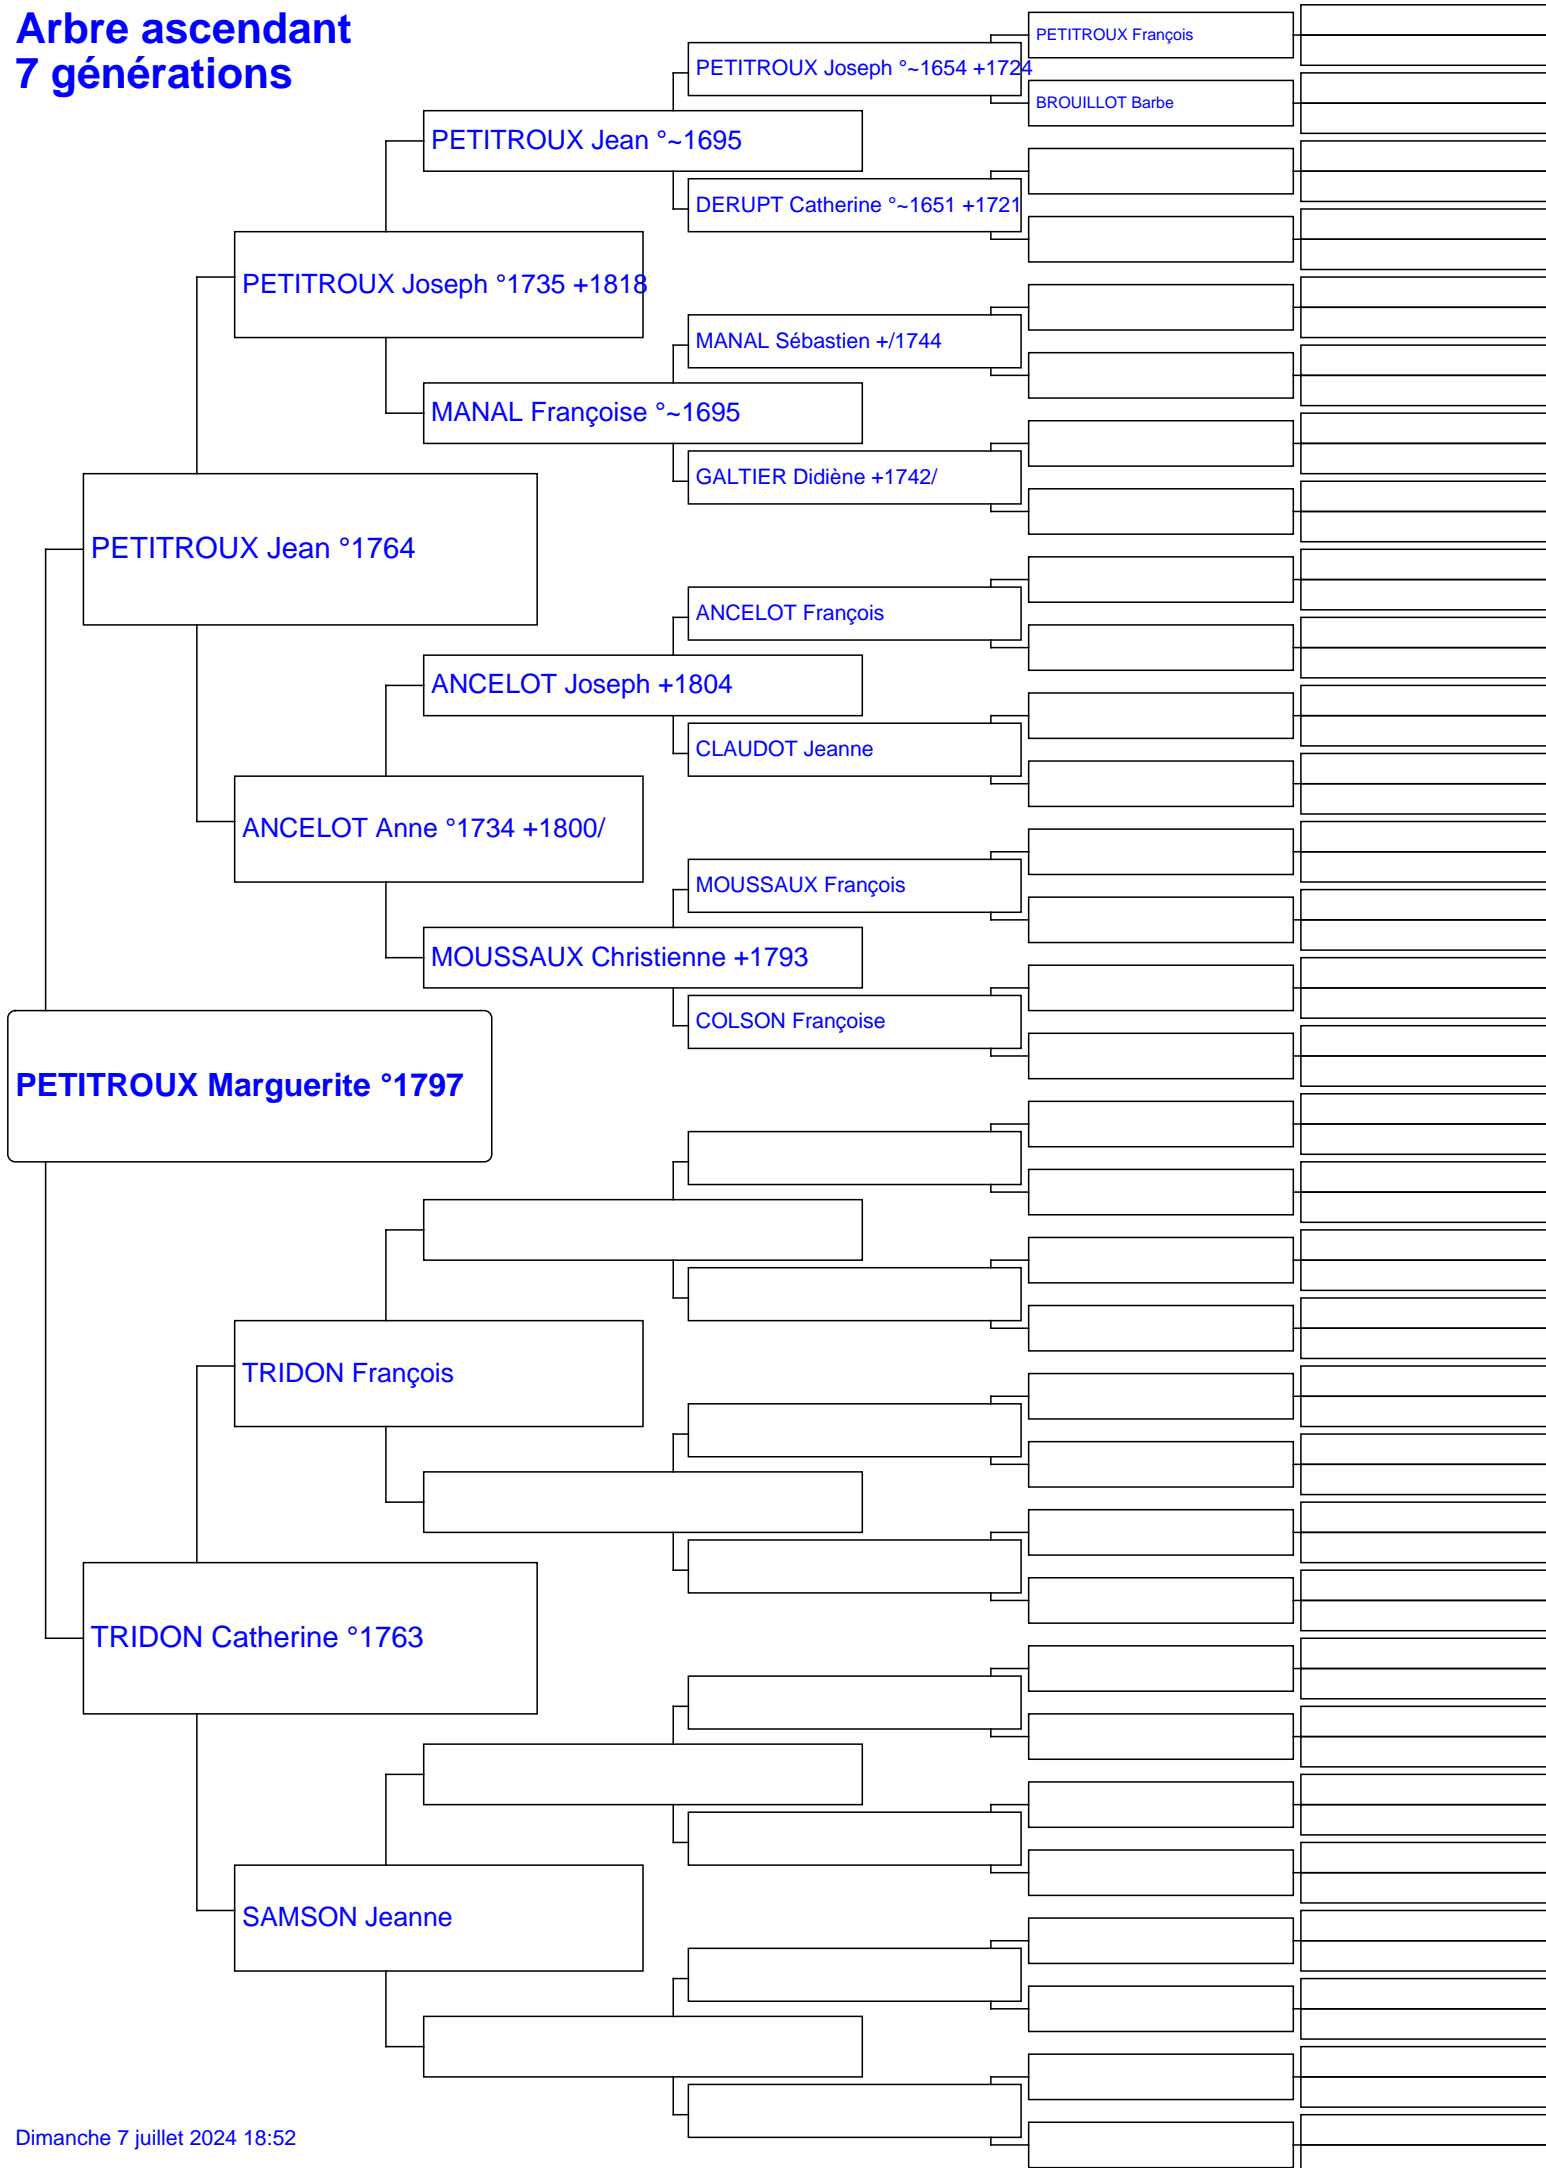 Arbre ascendant
7 générations
PETITROUX François
PETITROUX Joseph °~1654 +1724
BROUILLOT Barbe
PETITROUX Jean °~1695
DERUPT Catherine °~1651 +1721
PETITROUX Joseph °1735 +1818
MANAL Sébastien +/1744
MANAL Françoise °~1695
GALTIER Didiène +1742/
PETITROUX Jean °1764
ANCELOT François
ANCELOT Joseph +1804
CLAUDOT Jeanne
ANCELOT Anne °1734 +1800/
MOUSSAUX François
MOUSSAUX Christienne +1793
COLSON Françoise
PETITROUX Marguerite °1797
TRIDON François
TRIDON Catherine °1763
SAMSON Jeanne
Dimanche 7 juillet 2024 18:52